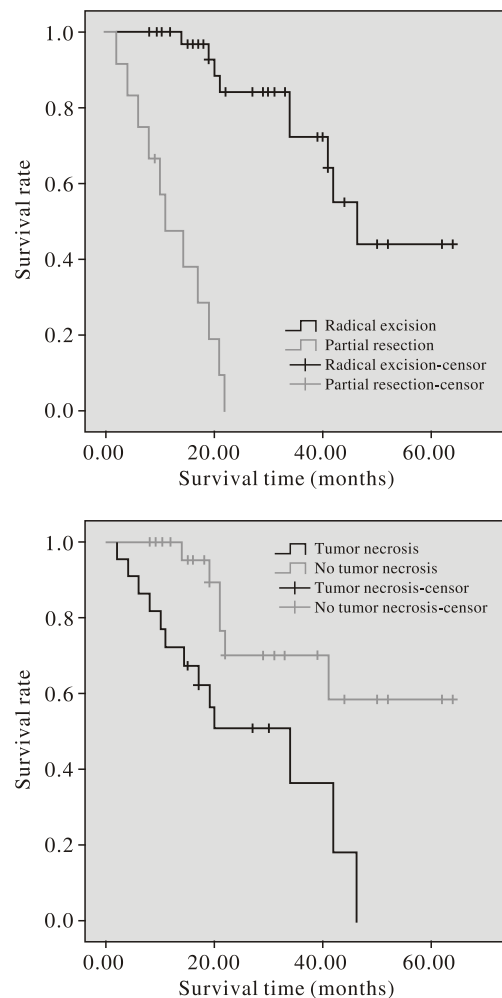 1.0
0.8
0.6
0.4
0.2
0.0
Survival rate
Radical excision
Partial resection
Radical excision-censor
Partial resection-censor
0.00 20.00 40.00 60.00
Survival time (months)
1.0
0.8
0.6
0.4
0.2
0.0
Survival rate
Tumor necrosis
No tumor necrosis
Tumor necrosis-censor
No tumor necrosis-censor
0.00 20.00 40.00 60.00
Survival time (months)